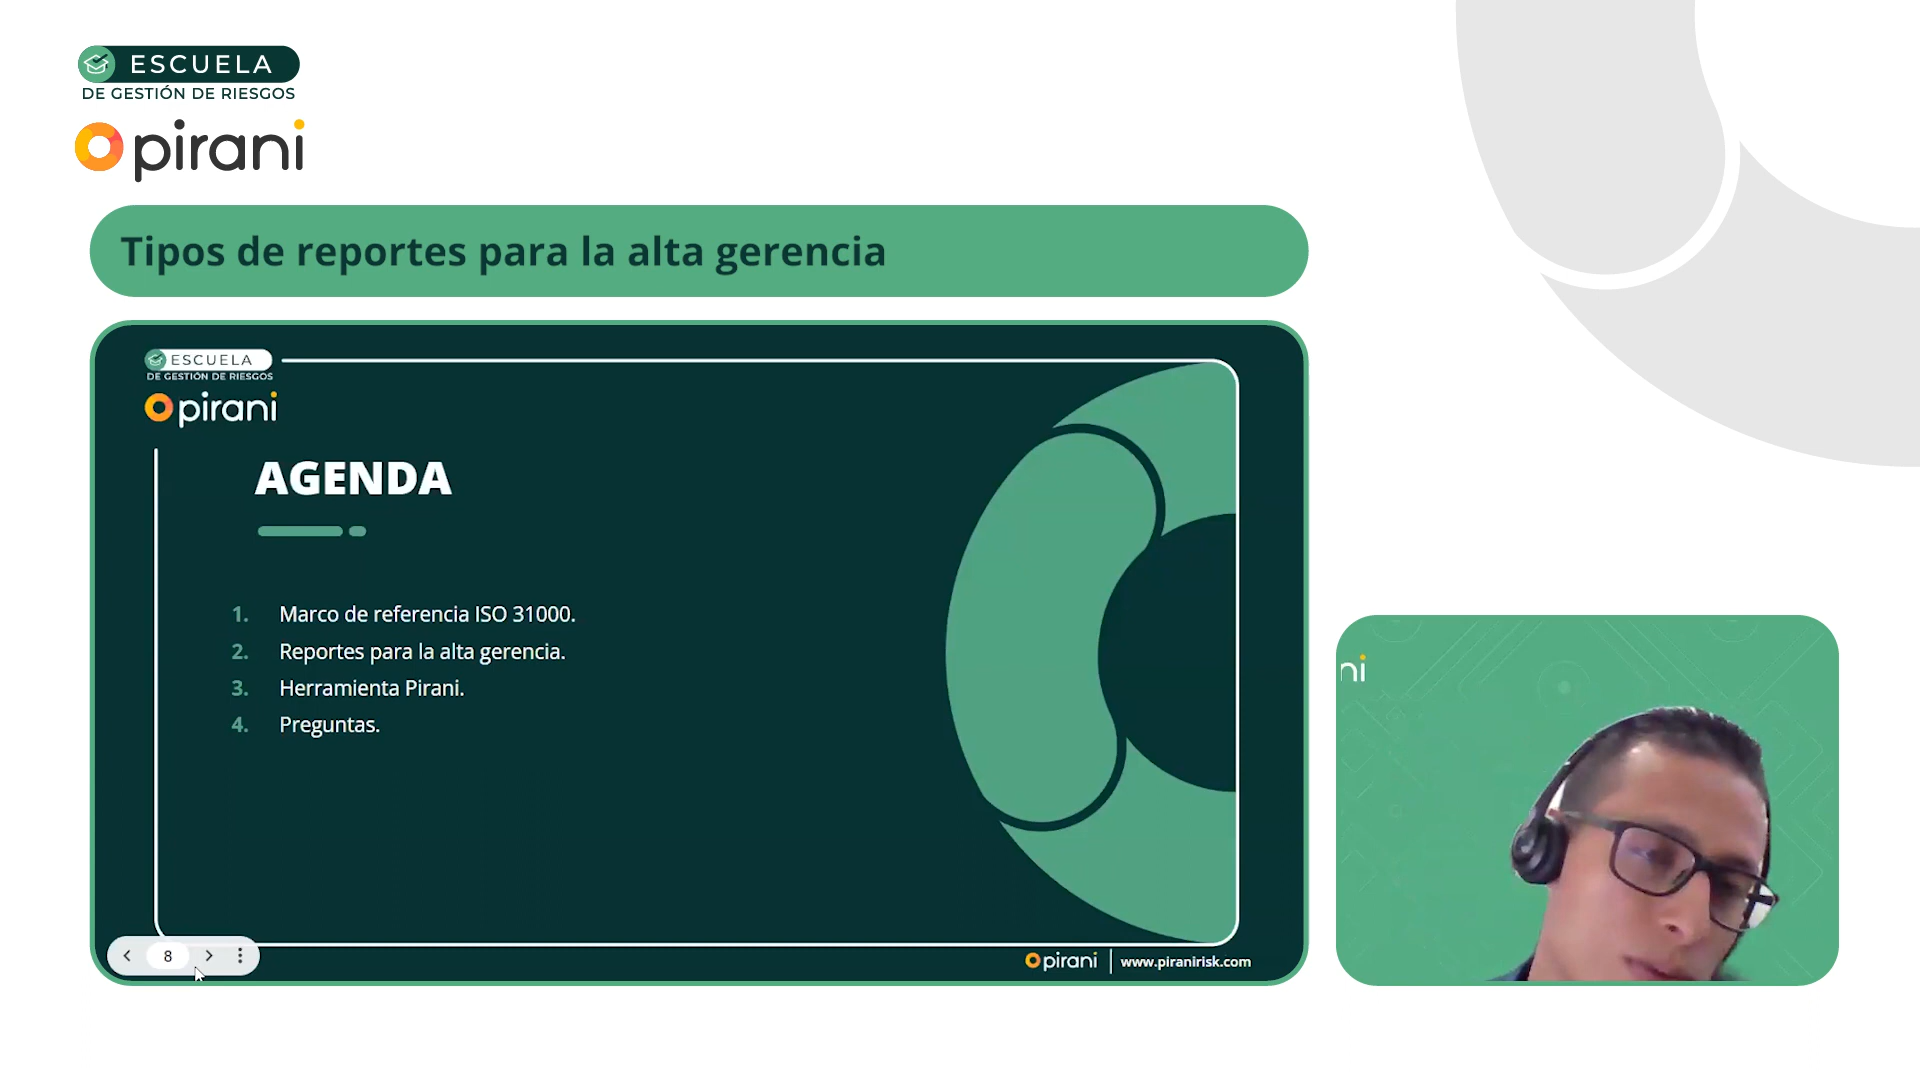 ESCUELA
DE GESTIÓN DE RIESGOS
pirani
Tipos de reportes para la alta gerencia
ESCUELA
DE GESTIÓN DE RIESGOS
pirani
AGENDA
1. Marco de referencia ISO 31000.
2. Reportes para la alta gerencia.
3. Herramienta Pirani.
4. Preguntas.
8
pirani | www.piranirisk.com
ni